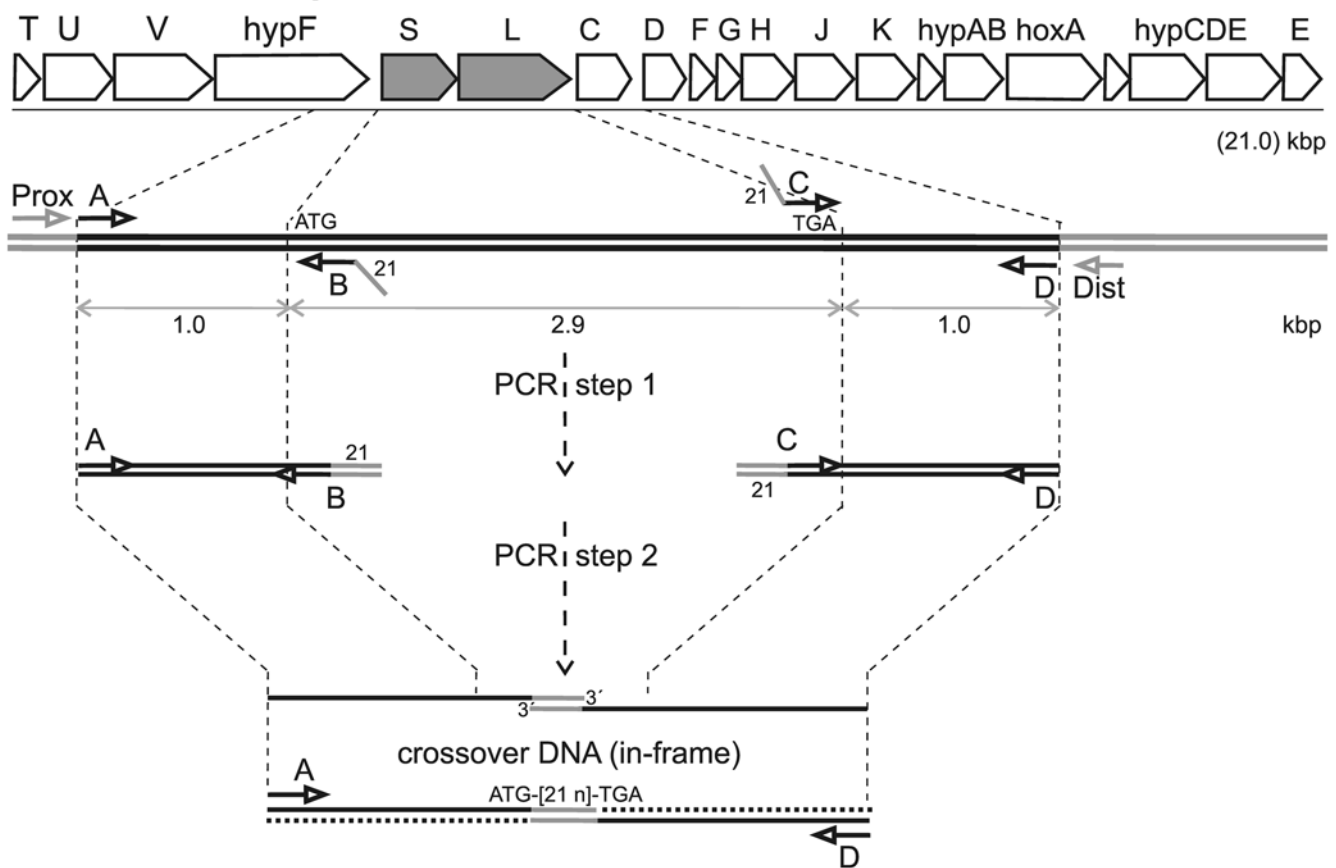 T U V hypF S L C D F G H J K hypAB hoxA hypCDE E
(21.0) kbp
Prox A 21 C
ATG TGA
B 21 D Dist
1.0 2.9 1.0 kbp
PCR step 1
A 21 C
B 21 D
PCR step 2
3´
3´
crossover DNA (in-frame)
A
ATG-[21 n]-TGA
D